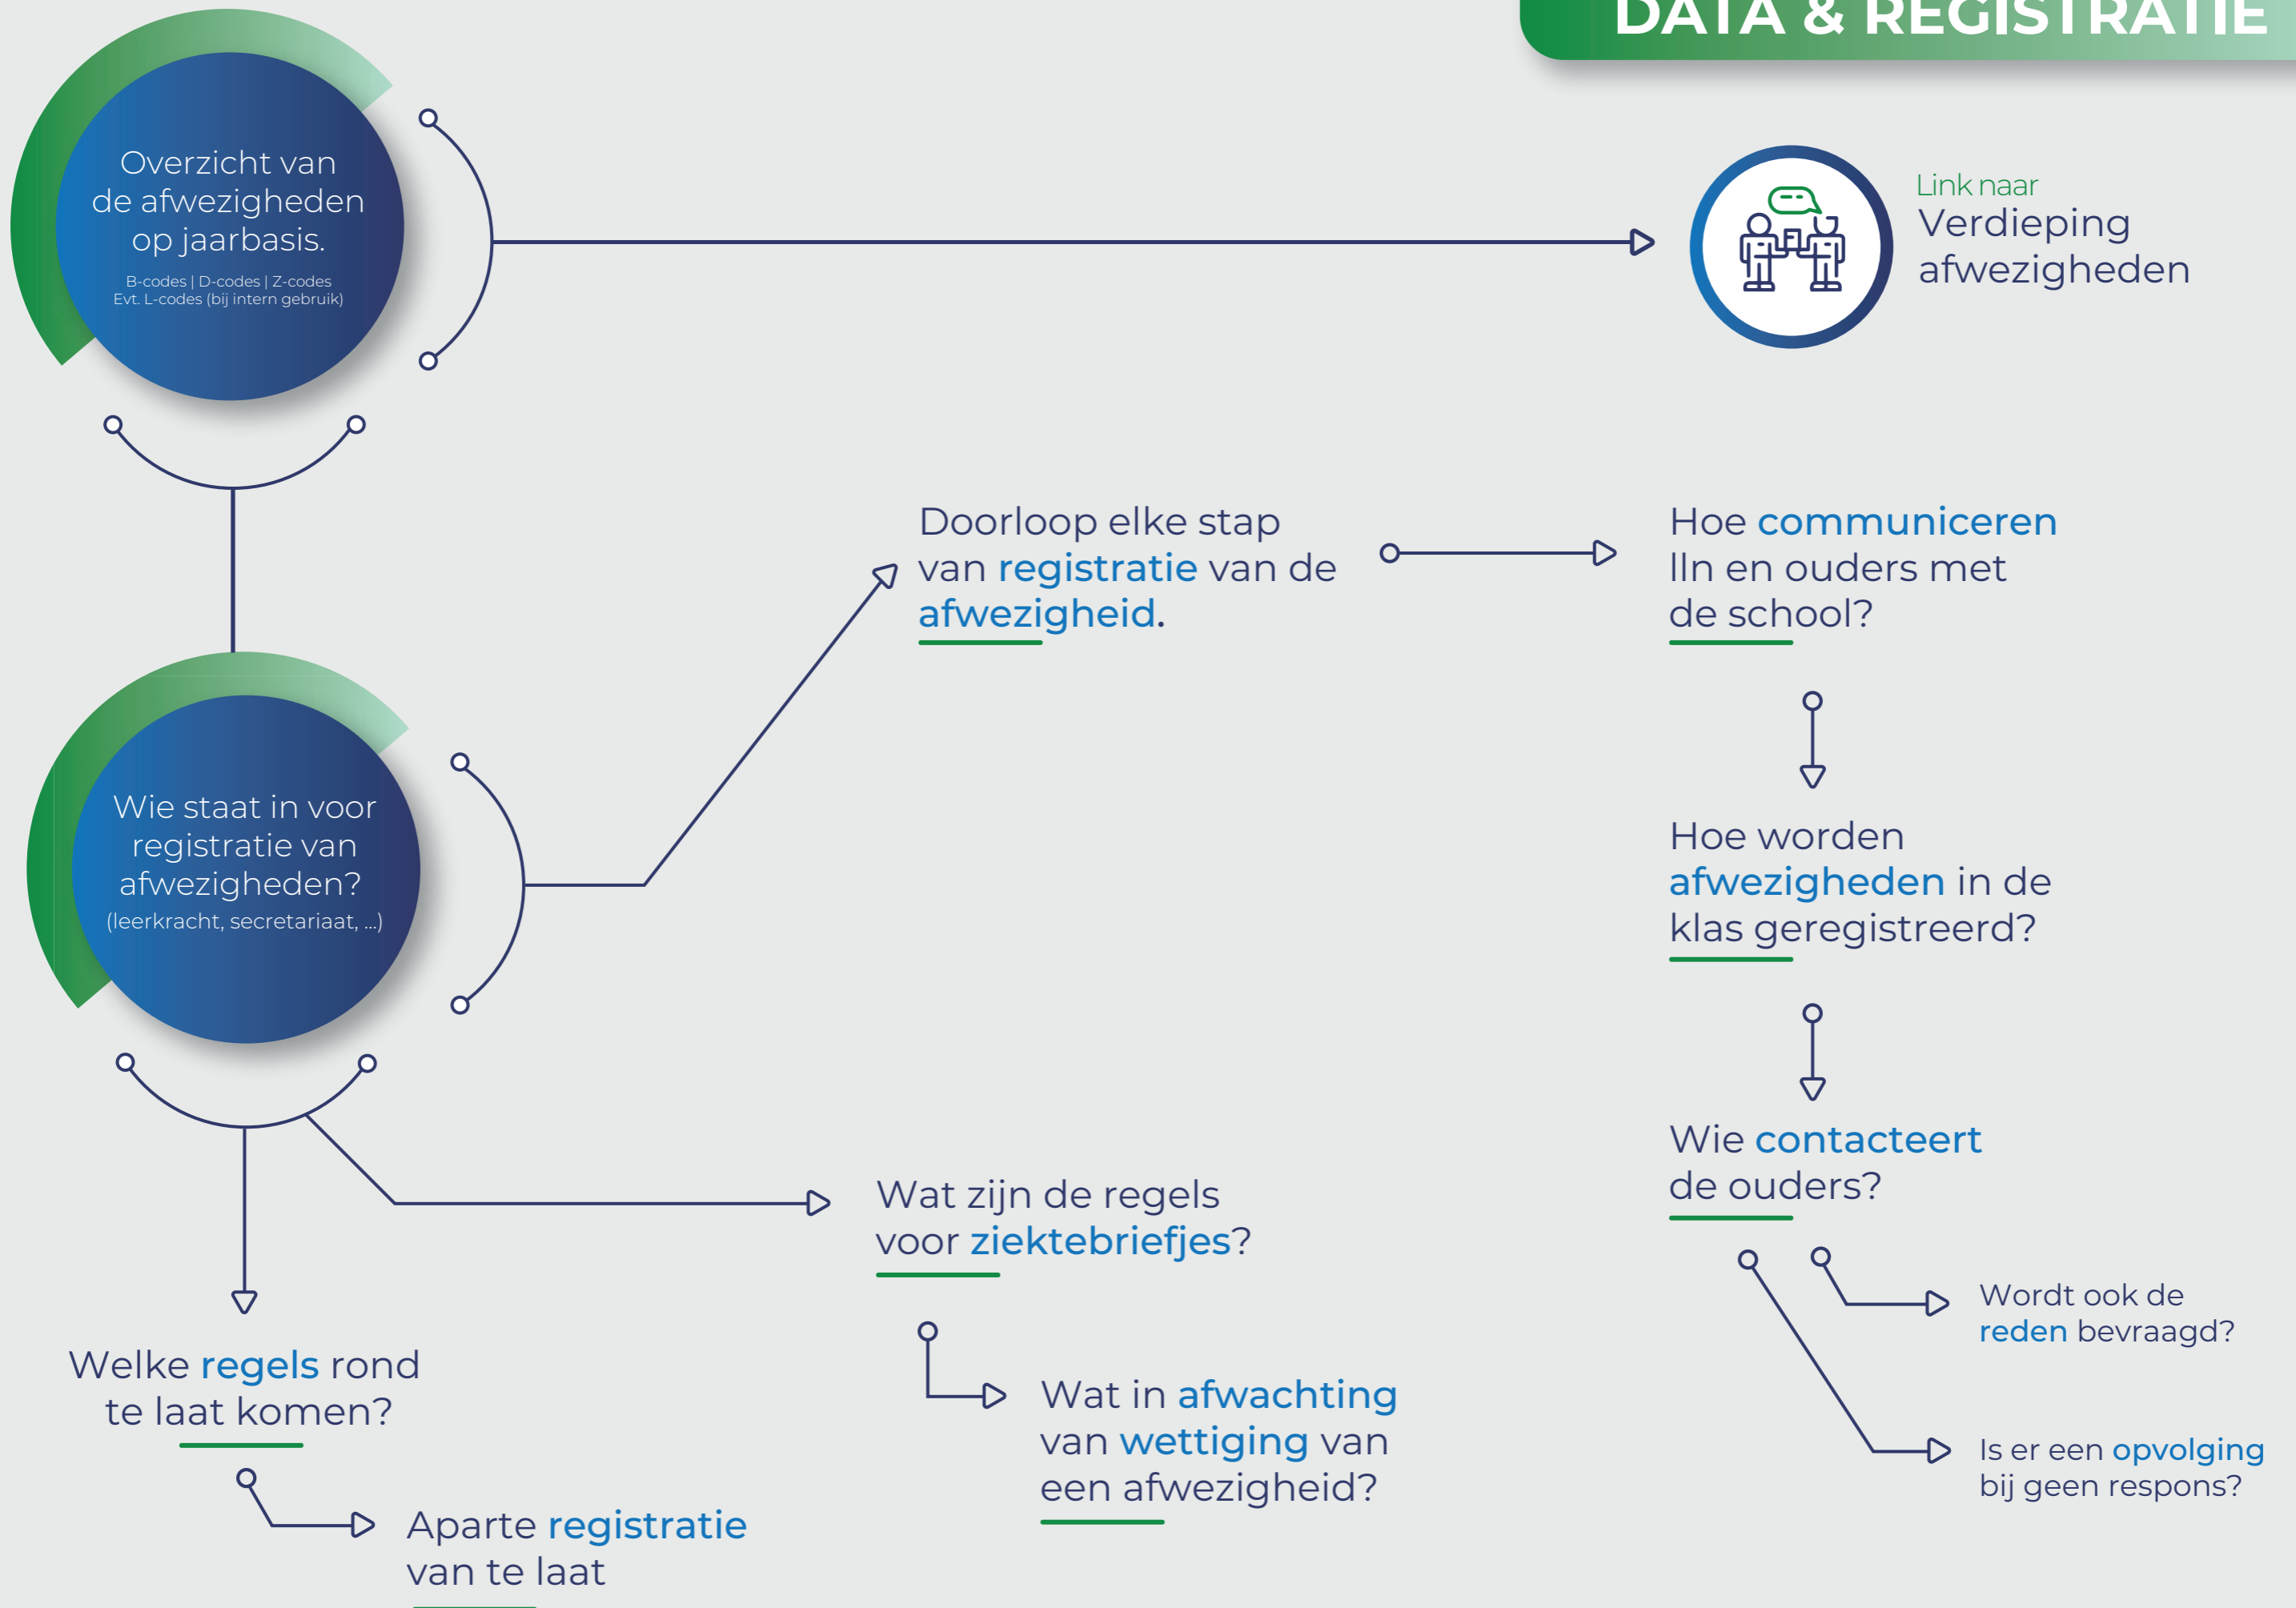 DATA & REGISTRATIE
Overzicht van
de afwezigheden
op jaarbasis.
B-codes | D-codes | Z-codes
Evt. L-codes (bij intern gebruik)
Link naar
Verdieping
afwezigheden
Doorloop elke stap
van registratie van de
afwezigheid.
Hoe communiceren
lln en ouders met
de school?
Wie staat in voor
registratie van
afwezigheden?
(leerkracht, secretariaat, ...)
Hoe worden
afwezigheden in de
klas geregistreerd?
Wie contacteert
de ouders?
Wordt ook de
reden bevraagd?
Is er een opvolging
bij geen respons?
Wat zijn de regels
voor ziektebriefjes?
Wat in afwachting
van wettiging van
een afwezigheid?
Welke regels rond
te laat komen?
Aparte registratie
van te laat